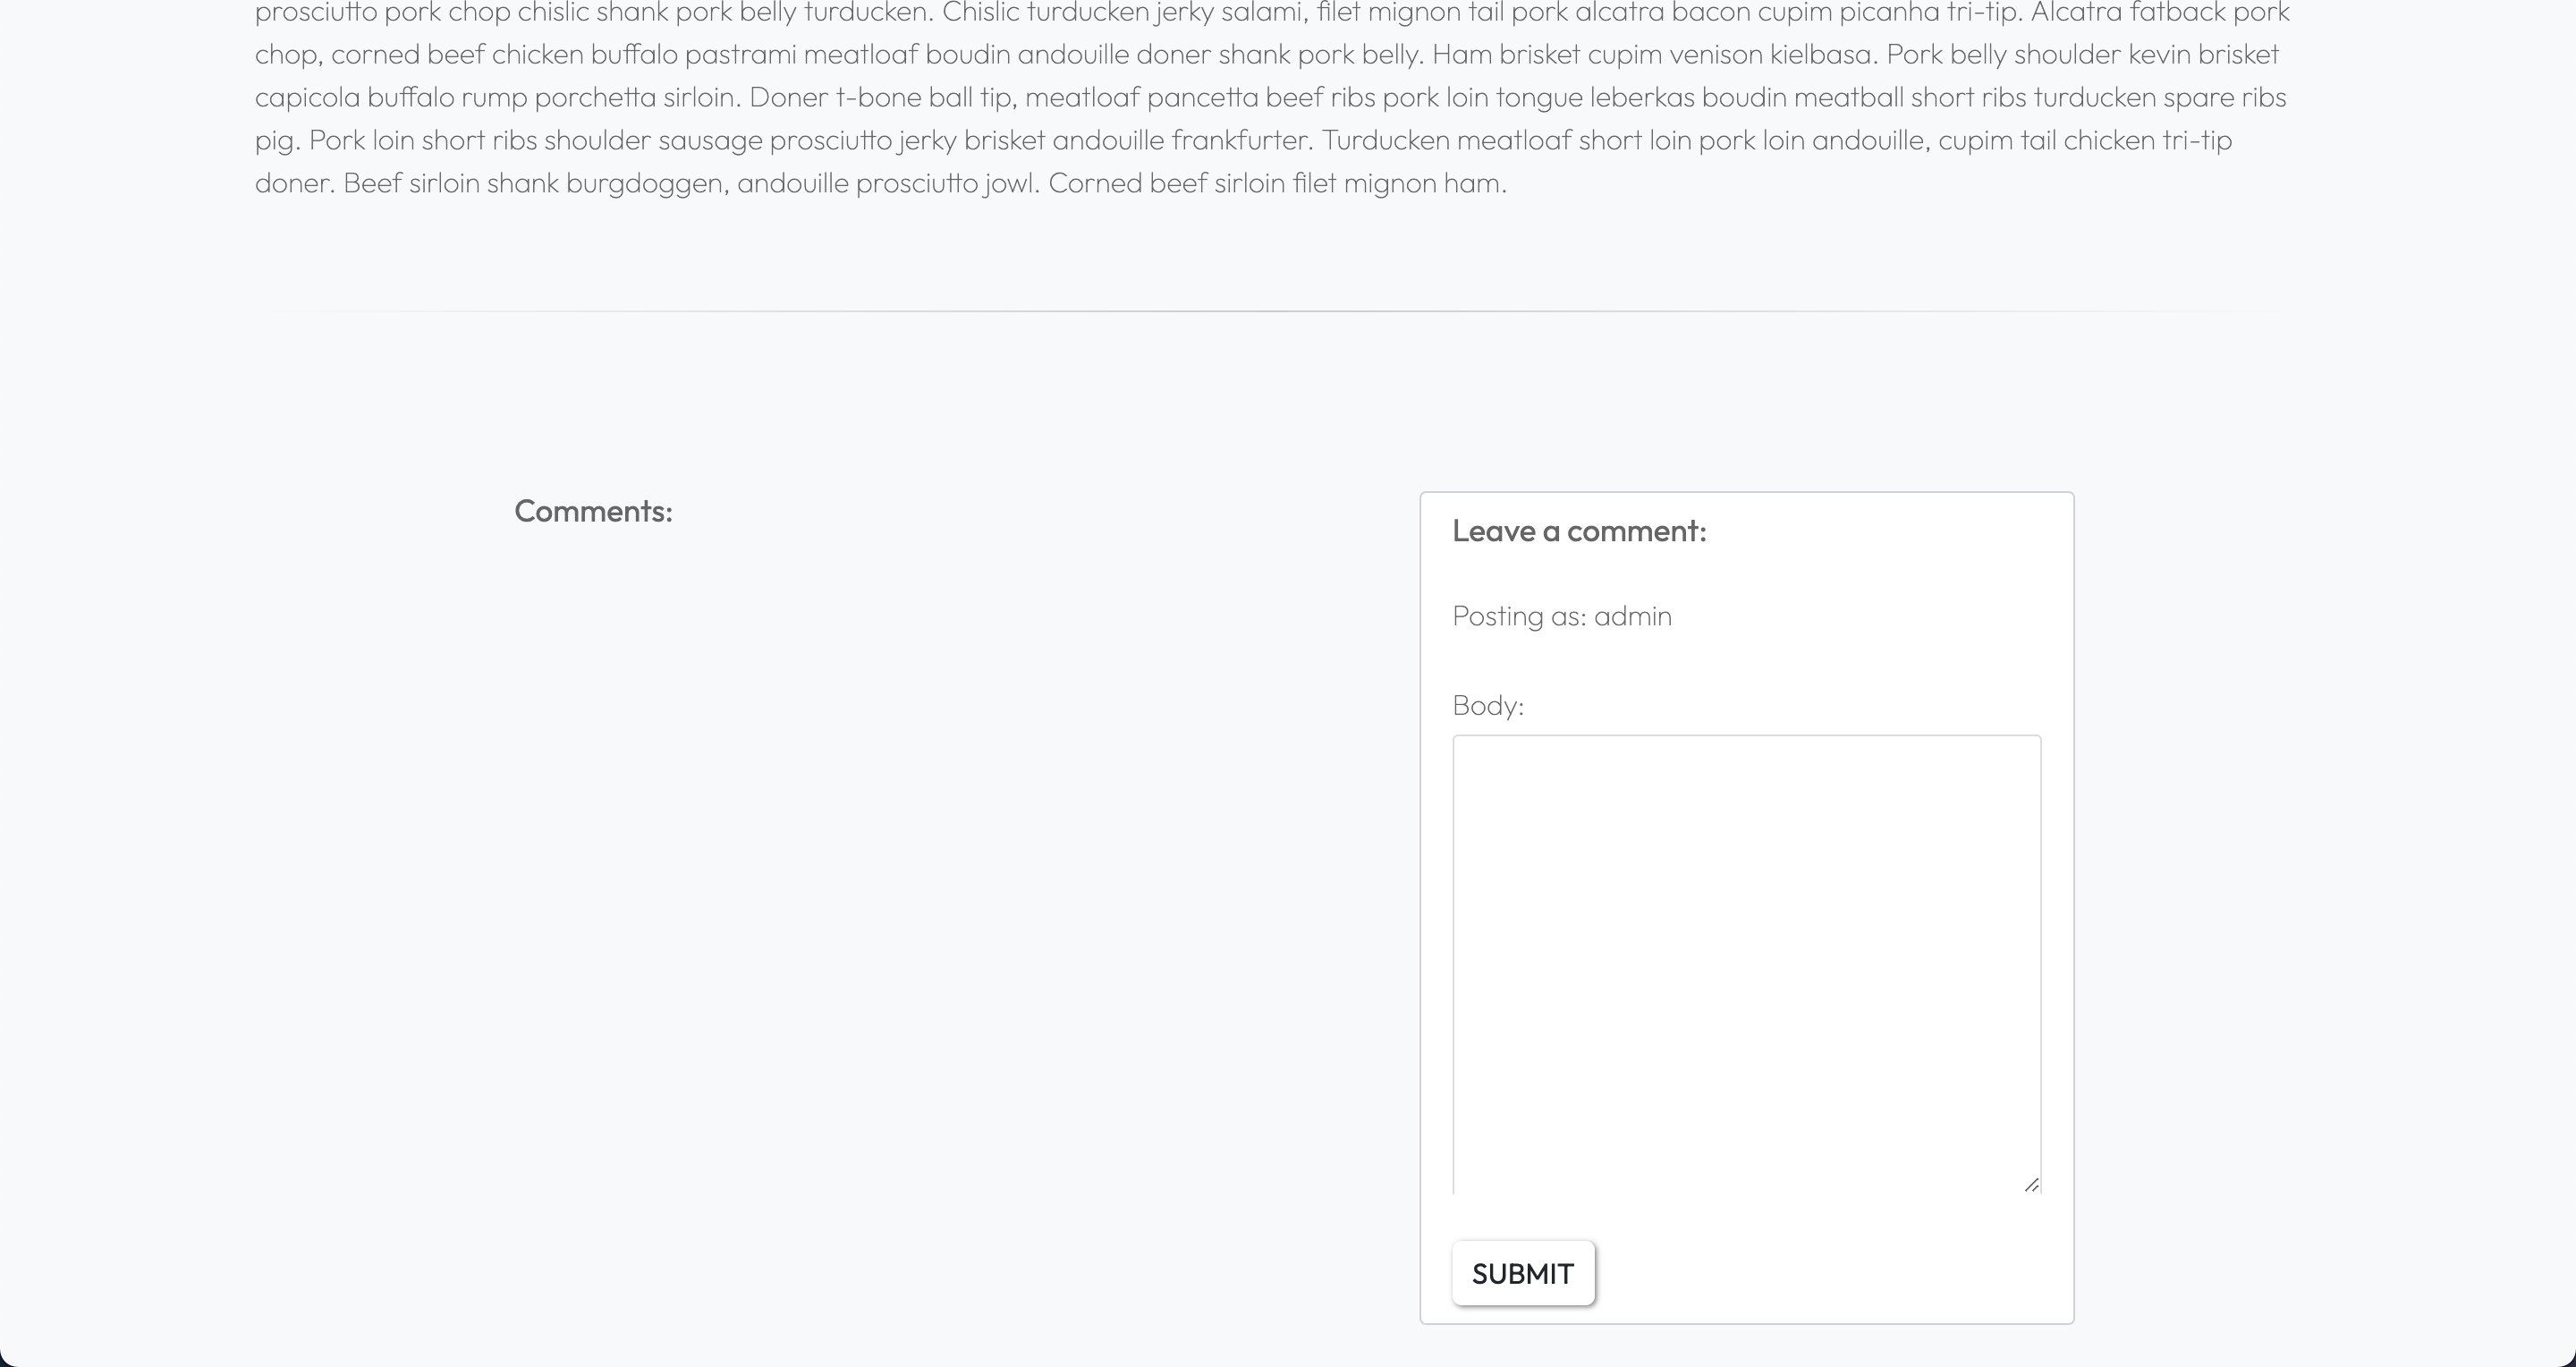 prosciutto pork chop chislic shank pork belly turducken. Chislic turducken jerky salami, filet mignon tail pork alcatra bacon cupim picanha tri-tip. Alcatra fatback pork
chop, corned beef chicken buffalo pastrami meatloaf boudin andouille doner shank pork belly. Ham brisket cupim venison kielbasa. Pork belly shoulder kevin brisket
capicola buffalo rump porchetta sirloin. Doner t-bone ball tip, meatloaf pancetta beef ribs pork loin tongue leberkas boudin meatball short ribs turducken spare ribs
pig. Pork loin short ribs shoulder sausage prosciutto jerky brisket andouille frankfurter. Turducken meatloaf short loin pork loin andouille, cupim tail chicken tri-tip
doner. Beef sirloin shank burgdoggen, andouille prosciutto jowl. Corned beef sirloin filet mignon ham.
Comments:
Leave a comment:
Posting as: admin
Body:
SUBMIT